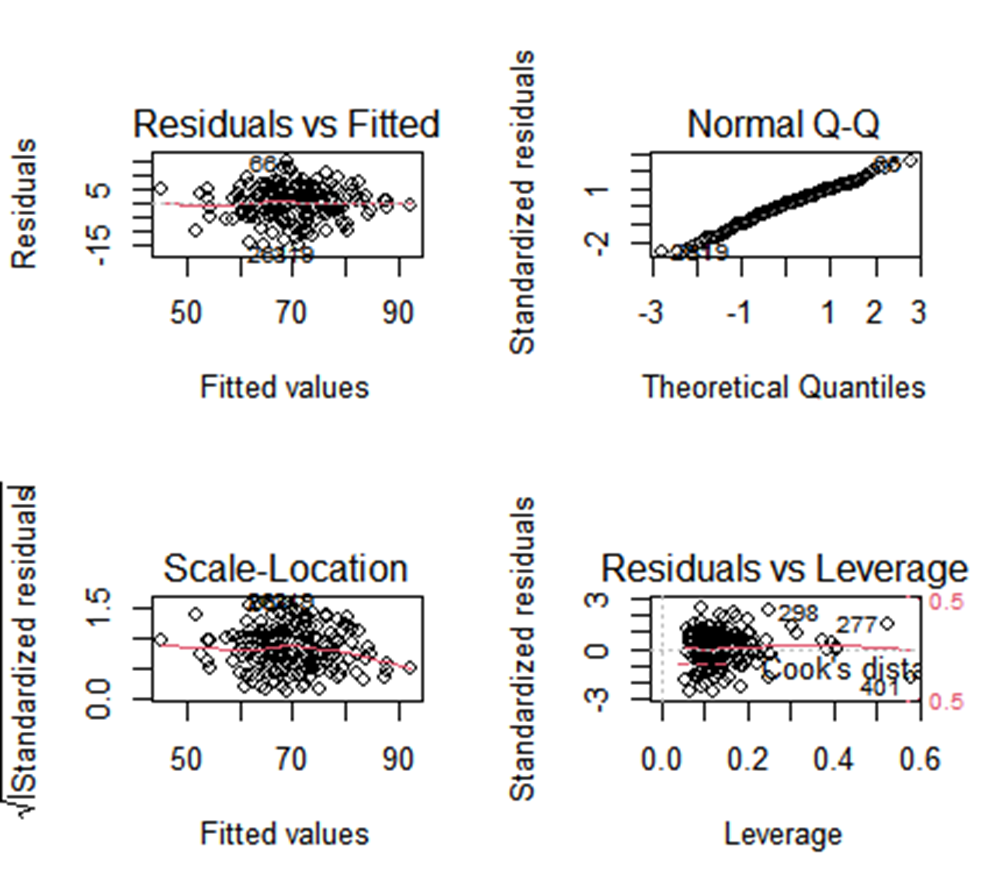 Residuals vs Fitted
Residuals
5
-15
66
50 70 90
Fitted values
Normal Q-Q
Standardized residuals
1
-2
-3 -1 1 2 3
Theoretical Quantiles
Scale-Location
√|Standardized residuals|
1.5
0.0
50 70 90
Fitted values
Residuals vs Leverage
Standardized residuals
3
0
-3
298
277
Cook's dista
401
0.5
0.5
0.0 0.2 0.4 0.6
Leverage